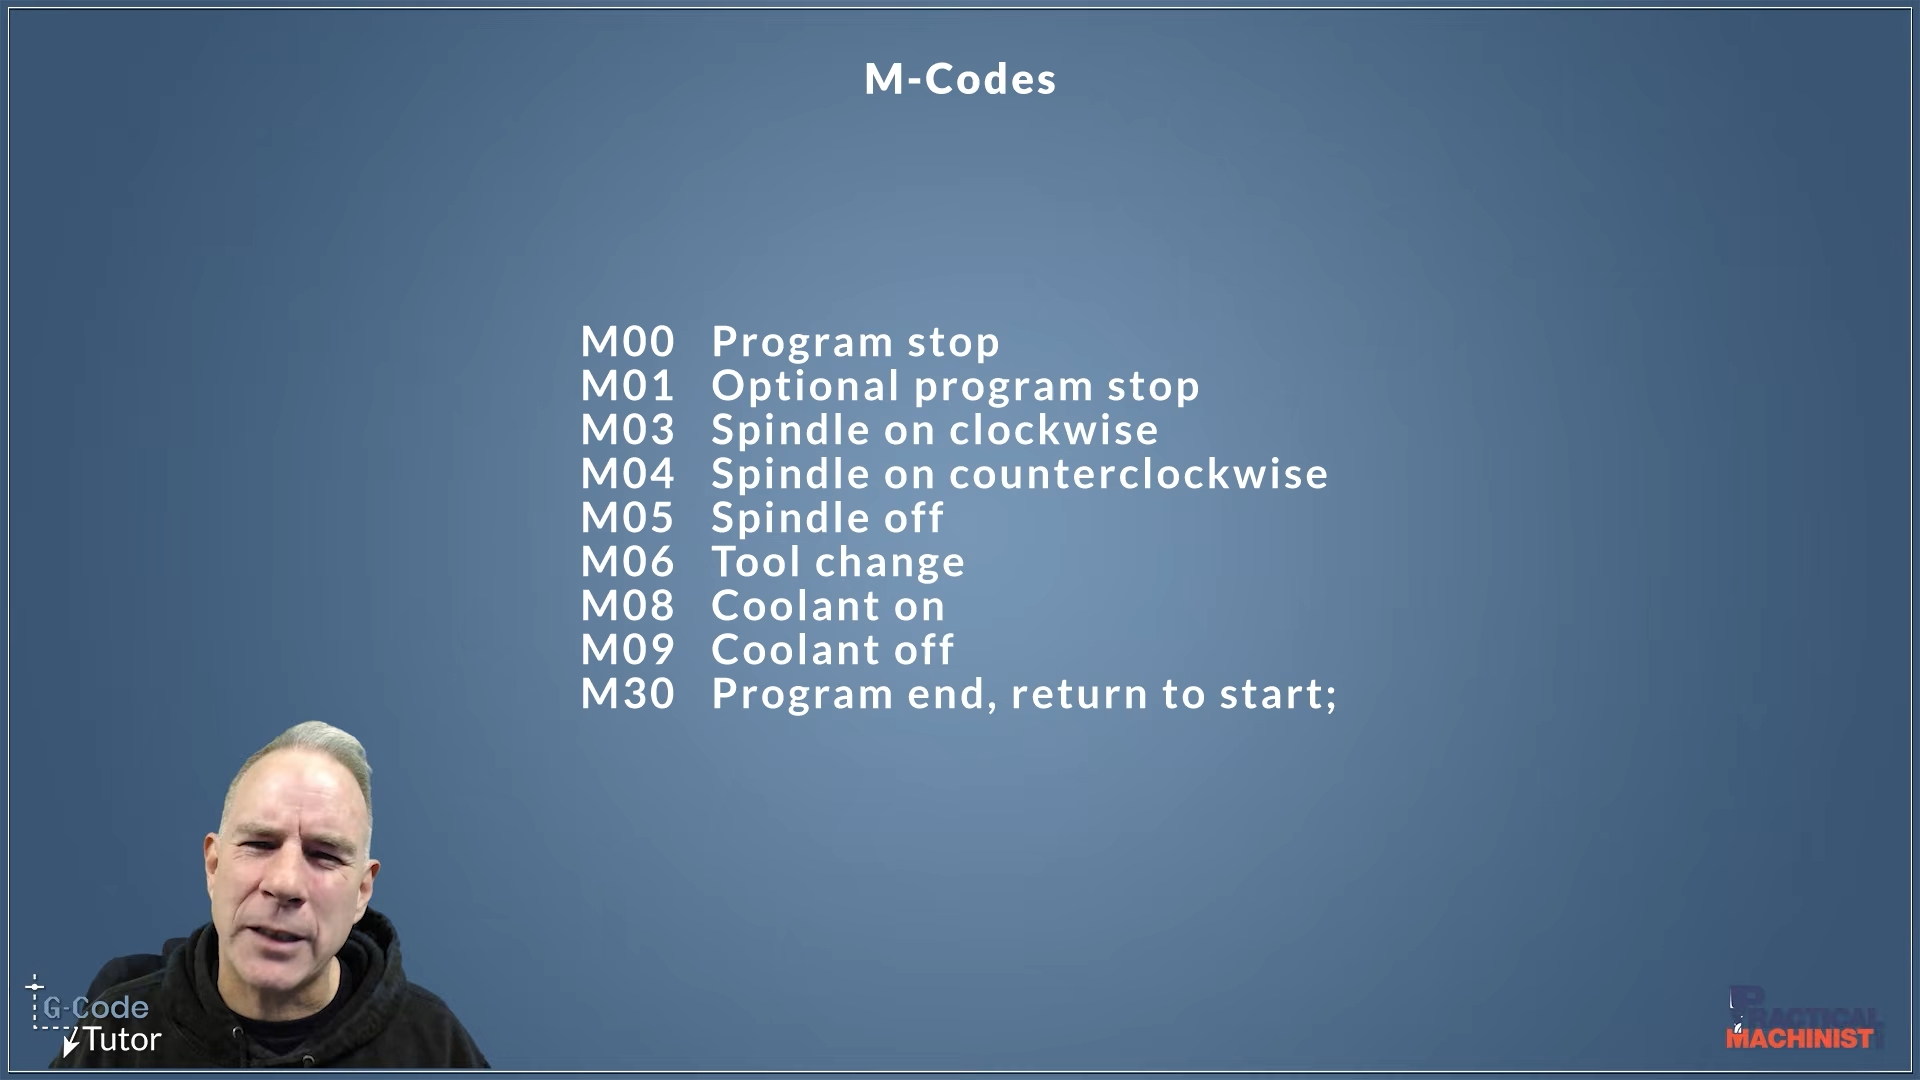 M-Codes
M00 Program stop
M01 Optional program stop
M03 Spindle on clockwise
M04 Spindle on counterclockwise
M05 Spindle off
M06 Tool change
M08 Coolant on
M09 Coolant off
M30 Program end, return to start;
G-Code
Tutor
PRACTICAL
MACHINIST